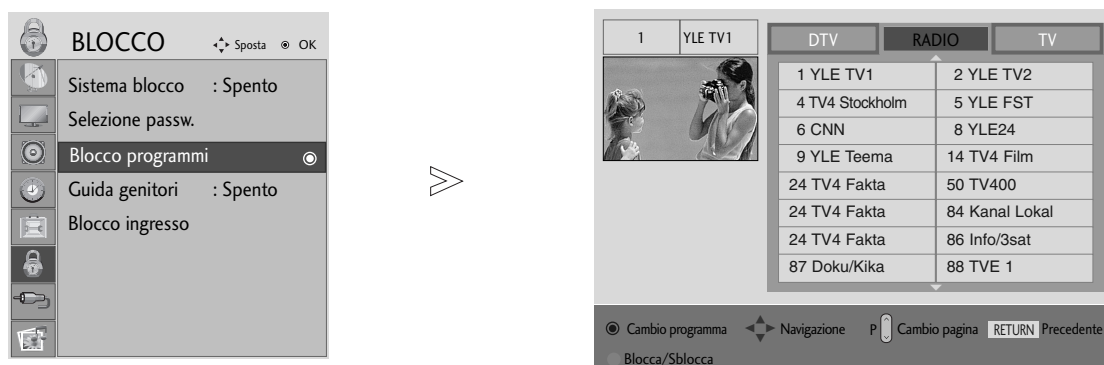 BLOCCO Sposta OK
Sistema blocco : Spento
Selezione passw.
Blocco programmi
Guida genitori : Spento
Blocco ingresso
1 YLE TV1
DTV RADIO TV
1 YLE TV1 2 YLE TV2
4 TV4 Stockholm 5 YLE FST
6 CNN 8 YLE24
9 YLE Teema 14 TV4 Film
24 TV4 Fakta 50 TV400
24 TV4 Fakta 84 Kanal Lokal
24 TV4 Fakta 86 Info/3sat
87 Doku/Kika 88 TVE 1
Cambio programma Navigazione P Cambio pagina RETURN Precedente
Blocca/Sblocca